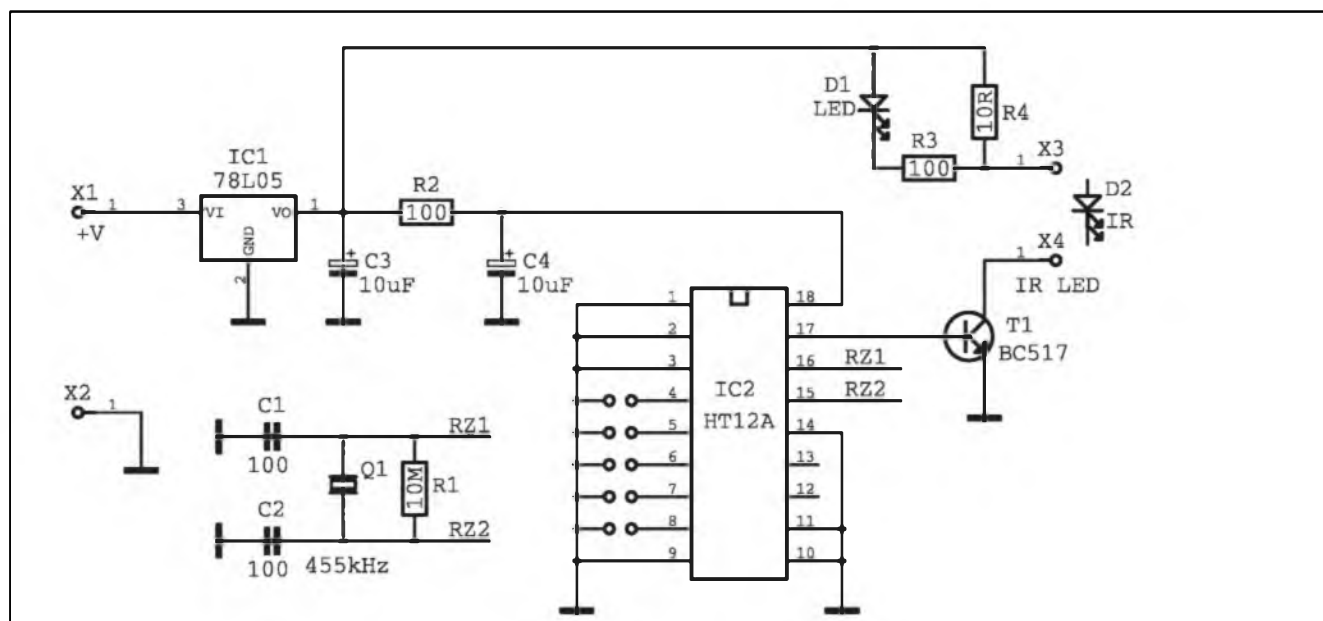 D1
LED
10R
R4
R3
100
1
X3
IC1
78L05
R2
100
X1
1
+V
3
VI
VO
1
GND
2
D2
IR
X4
1
IR LED
+
C3
10uF
+
C4
10uF
1
18
2
17
3
16
RZ1
4
15
RZ2
5
14
6
13
7
12
8
11
9
10
IC2
HT12A
T1
BC517
X2
1
C1
100
RZ1
Q1
10M
R1
C2
100
RZ2
455kHz